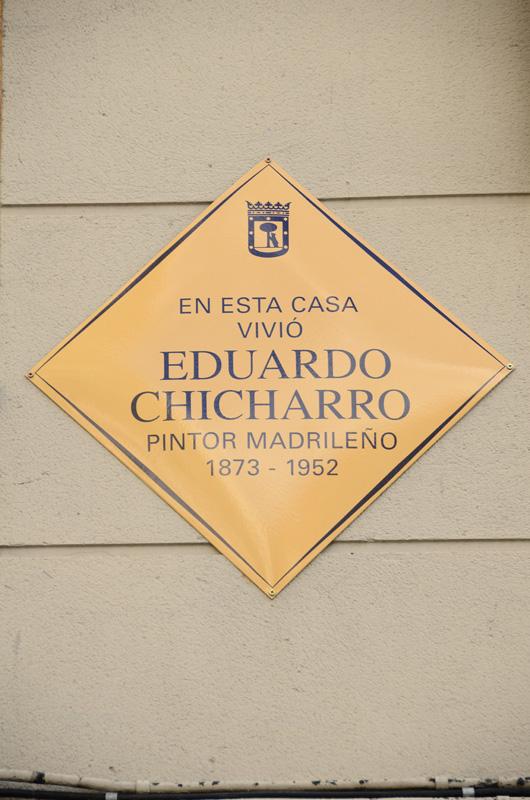 EN ESTA CASA
VIVIÓ
EDUARDO
CHICHARRO
PINTOR MADRILEÑO
1873 - 1952